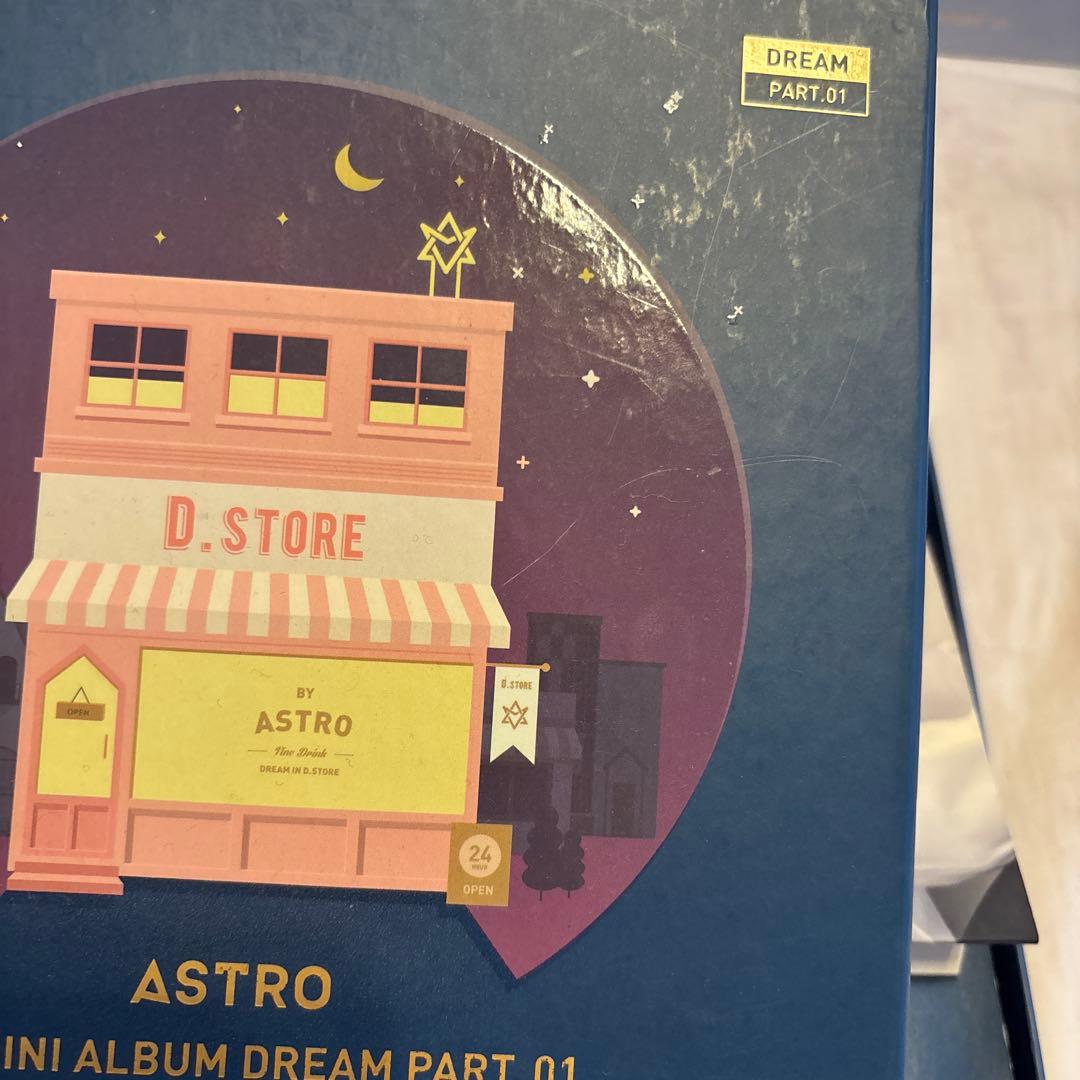 DREAM
PART.01
D.STORE
D.STORE
OPEN
BY
ASTRO
Fine Drink
DREAM IN D.STORE
24
HOUR
OPEN
ASTRO
INI ALBUM DREAM PART.01